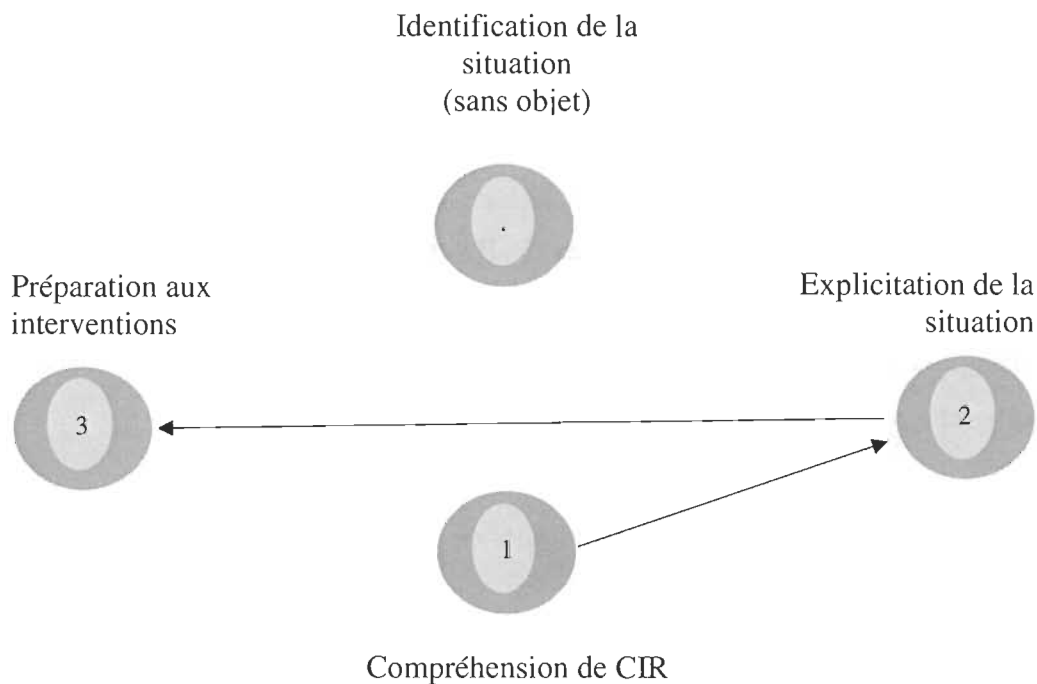 Identification de la
situation
(sans objet)
Préparation aux
interventions
Explicitation de la
situation
3
2
1
Compréhension de CIR